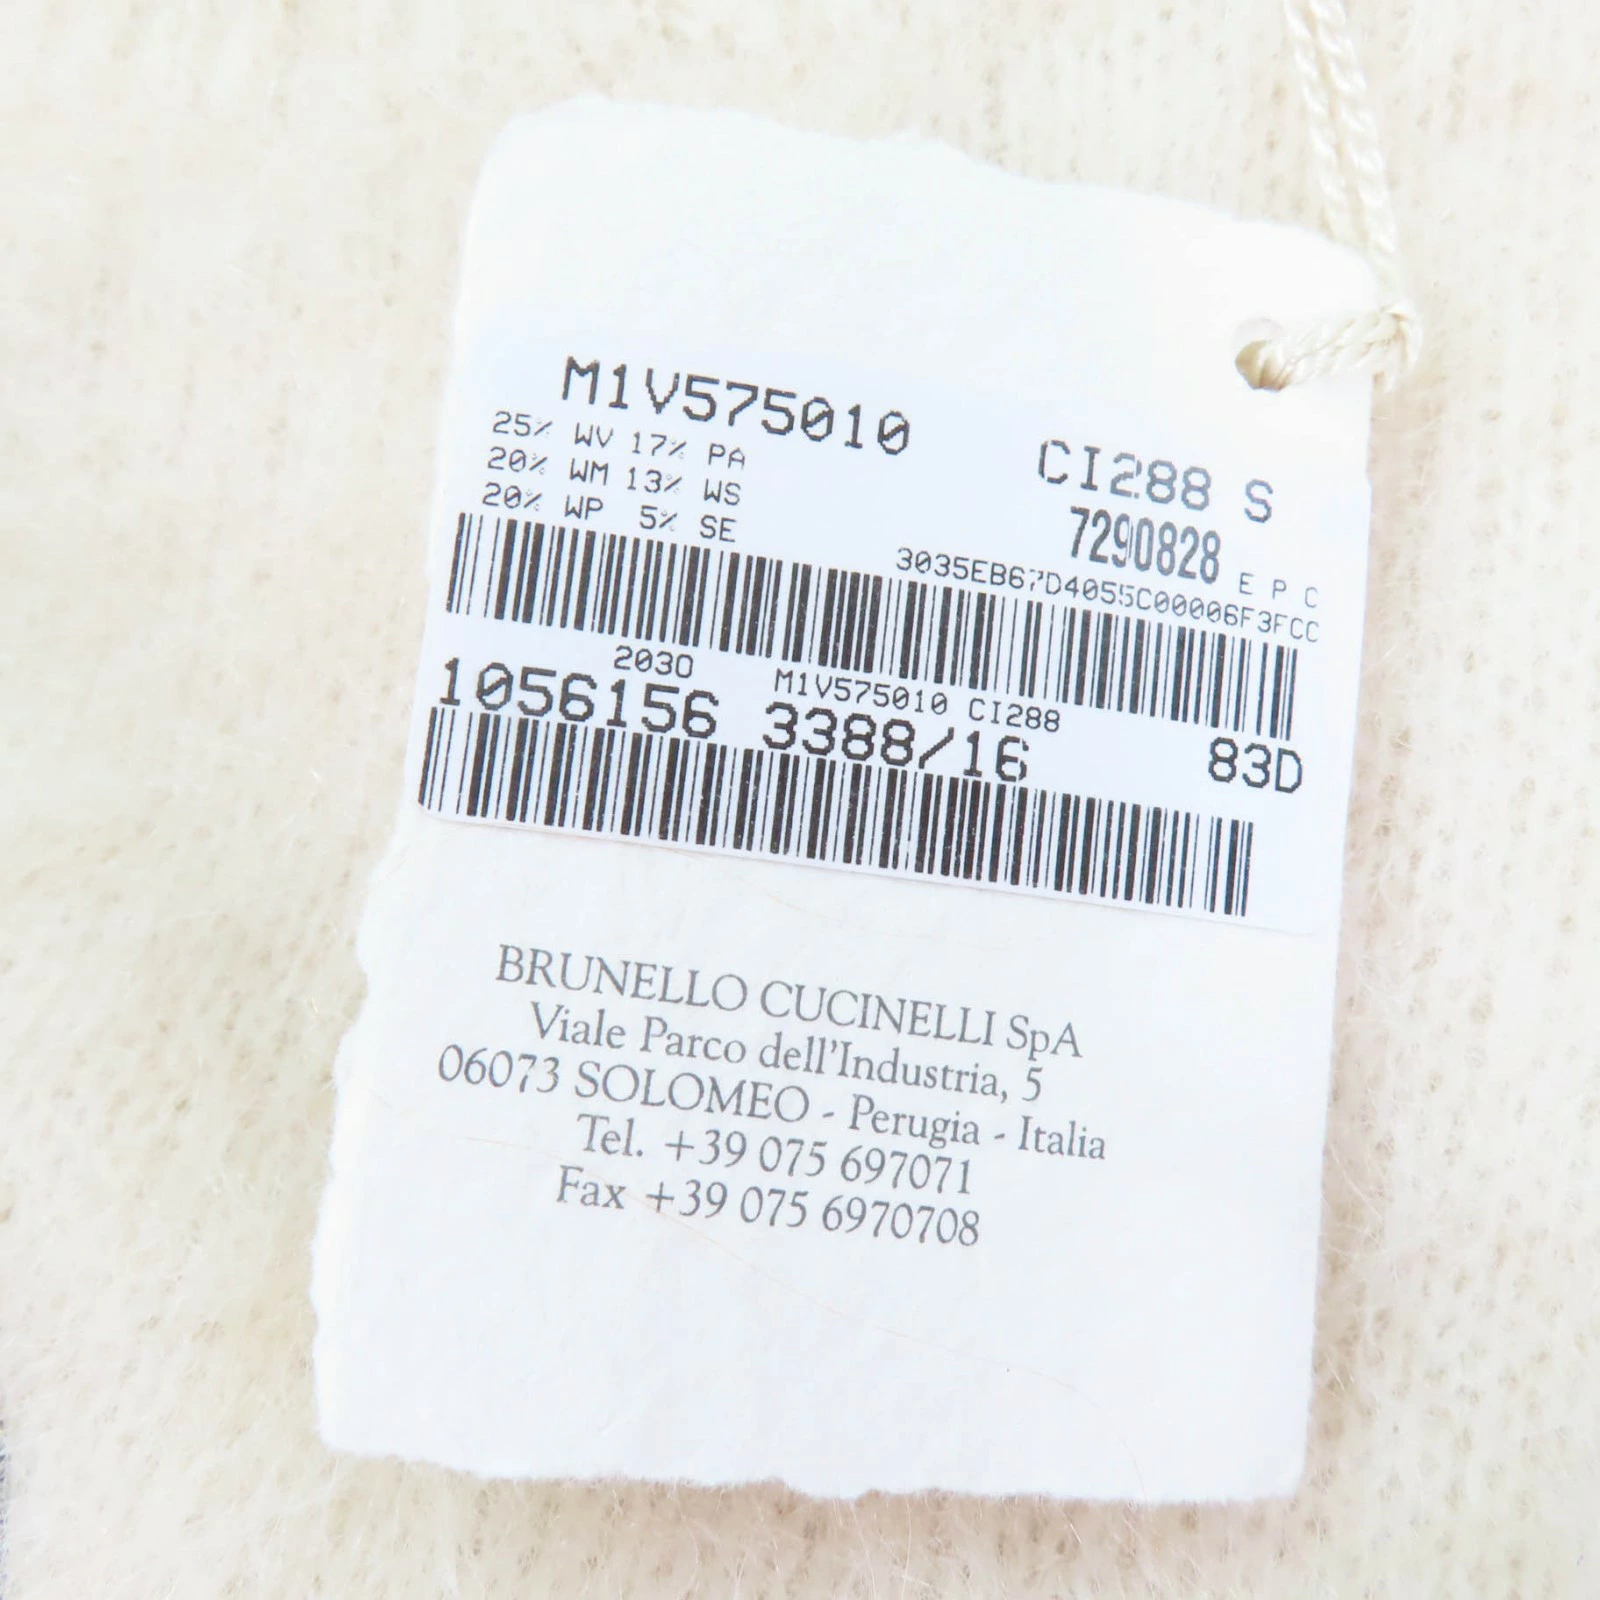 M1V575010
CI288 S
25% WV 17% PA
20% WM 13% WS
20% WP 5% SE
7290828
E P C
3035EB67D4055C00006F3FCC
2030
M1V575010 CI288
1056156 3388/16 83D
BRUNELLO CUCINELLI SpA
Viale Parco dell'Industria, 5
06073 SOLOMEO - Perugia - Italia
Tel. +39 075 697071
Fax +39 075 6970708